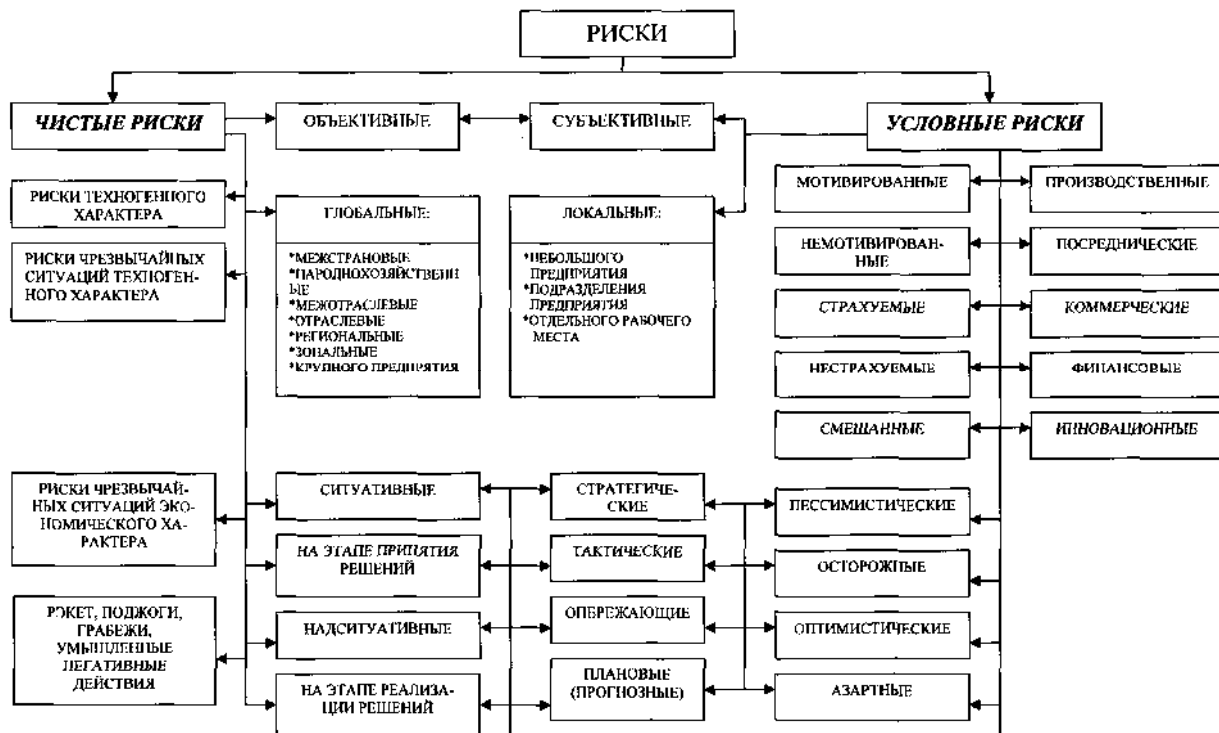 РИСКИ
ЧИСТЫЕ РИСКИ
ОБЪЕКТИВНЫЕ
СУБЪЕКТИВНЫЕ
УСЛОВНЫЕ РИСКИ
РИСКИ ТЕХНОГЕННОГО
ХАРАКТЕРА
РИСКИ ЧРЕЗВЫЧАЙНЫХ
СИТУАЦИЙ ТЕХНОГЕН-
НОГО ХАРАКТЕРА
ГЛОБАЛЬНЫЕ:
*МЕЖСТРАНОВЫЕ
*НАРОДНОХОЗЯЙСТВЕНН
ЫЕ
*МЕЖОТРАСЛЕВЫЕ
*ОТРАСЛЕВЫЕ
*РЕГИОНАЛЬНЫЕ
*ЗОНАЛЬНЫЕ
*КРУПНОГО ПРЕДПРИЯТИЯ
ЛОКАЛЬНЫЕ:
*НЕБОЛЬШОГО
ПРЕДПРИЯТИЯ
*ПОДРАЗДЕЛЕНИЯ
ПРЕДПРИЯТИЯ
*ОТДЕЛЬНОГО РАБОЧЕГО
МЕСТА
МОТИВИРОВАННЫЕ
ПРОИЗВОДСТВЕННЫЕ
НЕМОТИВИРОВАН-
НЫЕ
ПОСРЕДНИЧЕСКИЕ
СТРАХУЕМЫЕ
КОММЕРЧЕСКИЕ
НЕСТРАХУЕМЫЕ
ФИНАНСОВЫЕ
СМЕШАННЫЕ
ИННОВАЦИОННЫЕ
РИСКИ ЧРЕЗВЫЧАЙ-
НЫХ СИТУАЦИЙ ЭКО-
НОМИЧЕСКОГО ХА-
РАКТЕРА
СИТУАТИВНЫЕ
СТРАТЕГИЧЕ-
СКИЕ
ПЕССИМИСТИЧЕСКИЕ
НА ЭТАПЕ ПРИНЯТИЯ
РЕШЕНИЙ
ТАКТИЧЕСКИЕ
ОСТОРОЖНЫЕ
РЭКЕТ, ПОДЖОГИ,
ГРАБЕЖИ,
УМЫШЛЕННЫЕ
НЕГАТИВНЫЕ
ДЕЙСТВИЯ
НАДСИТУАТИВНЫЕ
ОПЕРЕЖАЮЩИЕ
ОПТИМИСТИЧЕСКИЕ
НА ЭТАПЕ РЕАЛИЗА-
ЦИИ РЕШЕНИЙ
ПЛАНОВЫЕ
(ПРОГНОЗНЫЕ)
АЗАРТНЫЕ